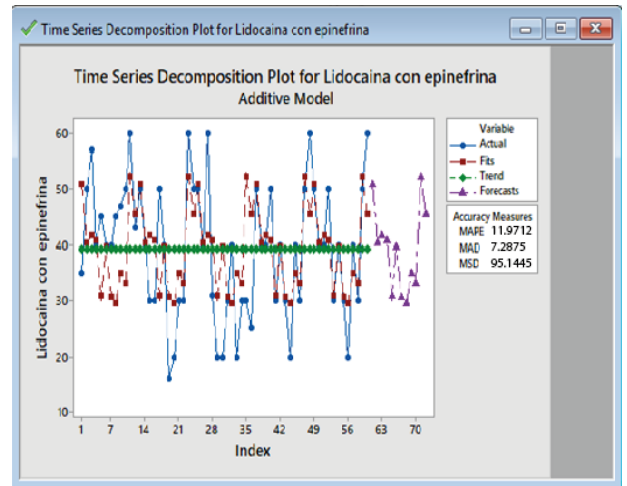 Time Series Decomposition Plot for Lidocaina con epinefrina
Time Series Decomposition Plot for Lidocaina con epinefrina
Additive Model
Lidocaina con epinefrina
60
50
40
30
20
10
1 7 14 21 28 35 42 49 56 63 70
Index
Variable
Actual
Fits
Trend
Forecasts
Accuracy Measures
MAPE 11.9712
MAD 7.2875
MSD 95.1445